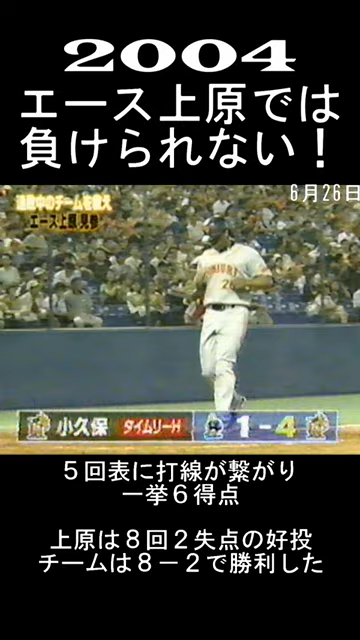 2004
エース上原では
負けられない！
6月26日
連敗中のチームを救え
エース上原 見参
YOMIURI
小久保 タイムリーH 1-4
５回表に打線が繋がり
一挙６得点
上原は８回２失点の好投
チームは８－２で勝利した